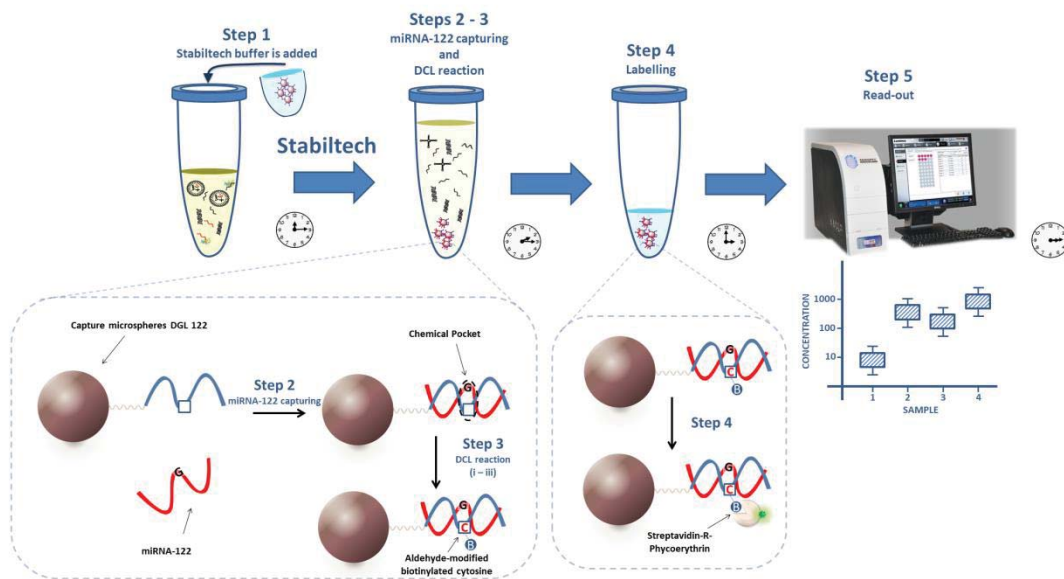 Step 1
Stabiltech buffer is added
Steps 2 - 3
miRNA-122 capturing
and
DCL reaction
Step 4
Labelling
Step 5
Read-out
Stabiltech
Capture microspheres DGL 122
Step 2
miRNA-122 capturing
G
miRNA-122
Chemical Pocket
G
Step 3
DCL reaction
(i – iii)
G
C
B
Aldehyde-modified
biotinylated cytosine
G
C
B
Step 4
G
C
B
Streptavidin-R-
Phycoerythrin
CONCENTRATION
1000
100
10
1
2
3
4
SAMPLE